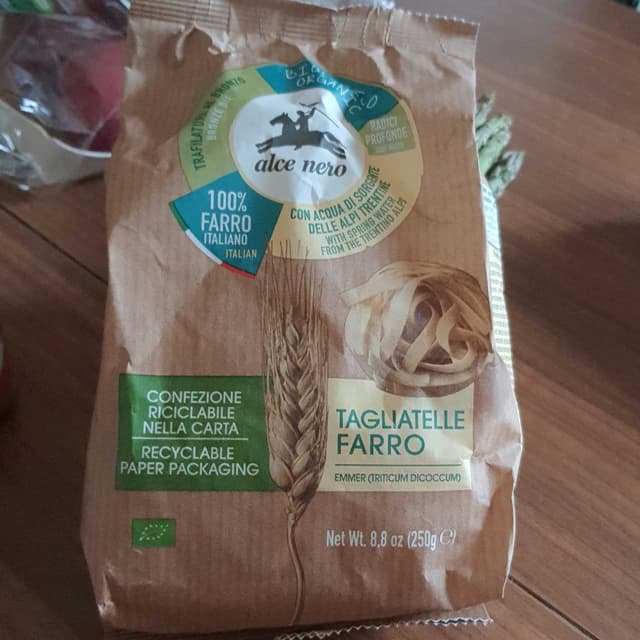 BIO
ORGANIC
TRAFILATURA AL BRONZO
RADICI
PROFONDE
alce nero
100%
FARRO
ITALIANO
ITALIAN
CON ACQUA DI SORGENTE
DELLE ALPI TRENTINE
WITH SPRING WATER
FROM THE TRENTINO ALPI
CONFEZIONE
RICICLABILE
NELLA CARTA
RECYCLABLE
PAPER PACKAGING
TAGLIATELLE
FARRO
EMMER (TRITICUM DICOCCUM)
Net Wt. 8,8 oz (250g ℮)